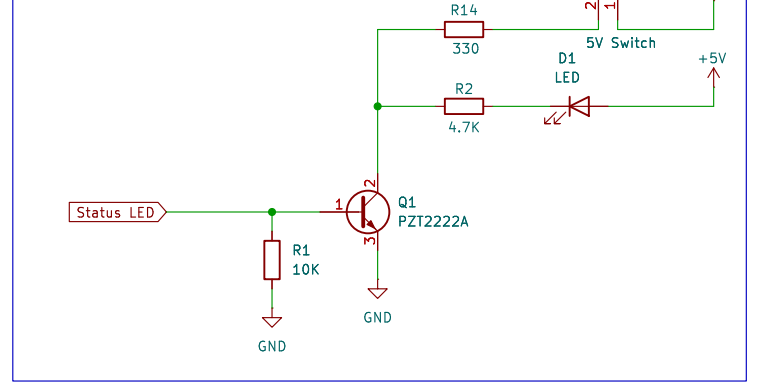 R14
2 1
330
5V Switch
D1
LED
+5V
R2
4.7K
2
1
Q1
PZT2222A
Status LED
3
R1
10K
GND
GND